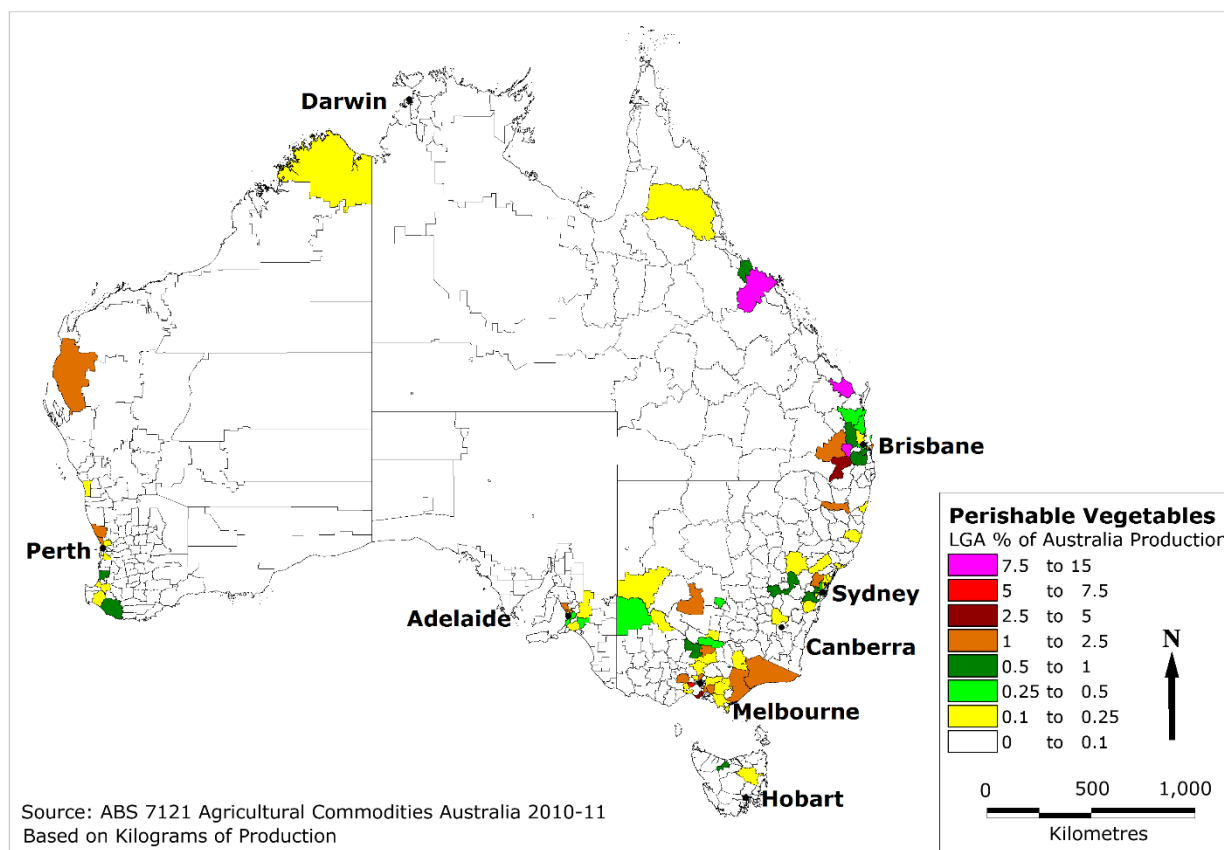 Darwin
Brisbane
Perth
Adelaide
Sydney
Canberra
Melbourne
Hobart
Perishable Vegetables
LGA % of Australia Production
7.5 to 15
5 to 7.5
2.5 to 5
1 to 2.5
0.5 to 1
0.25 to 0.5
0.1 to 0.25
0 to 0.1
N
0 500 1,000
Kilometres
Source: ABS 7121 Agricultural Commodities Australia 2010-11
Based on Kilograms of Production